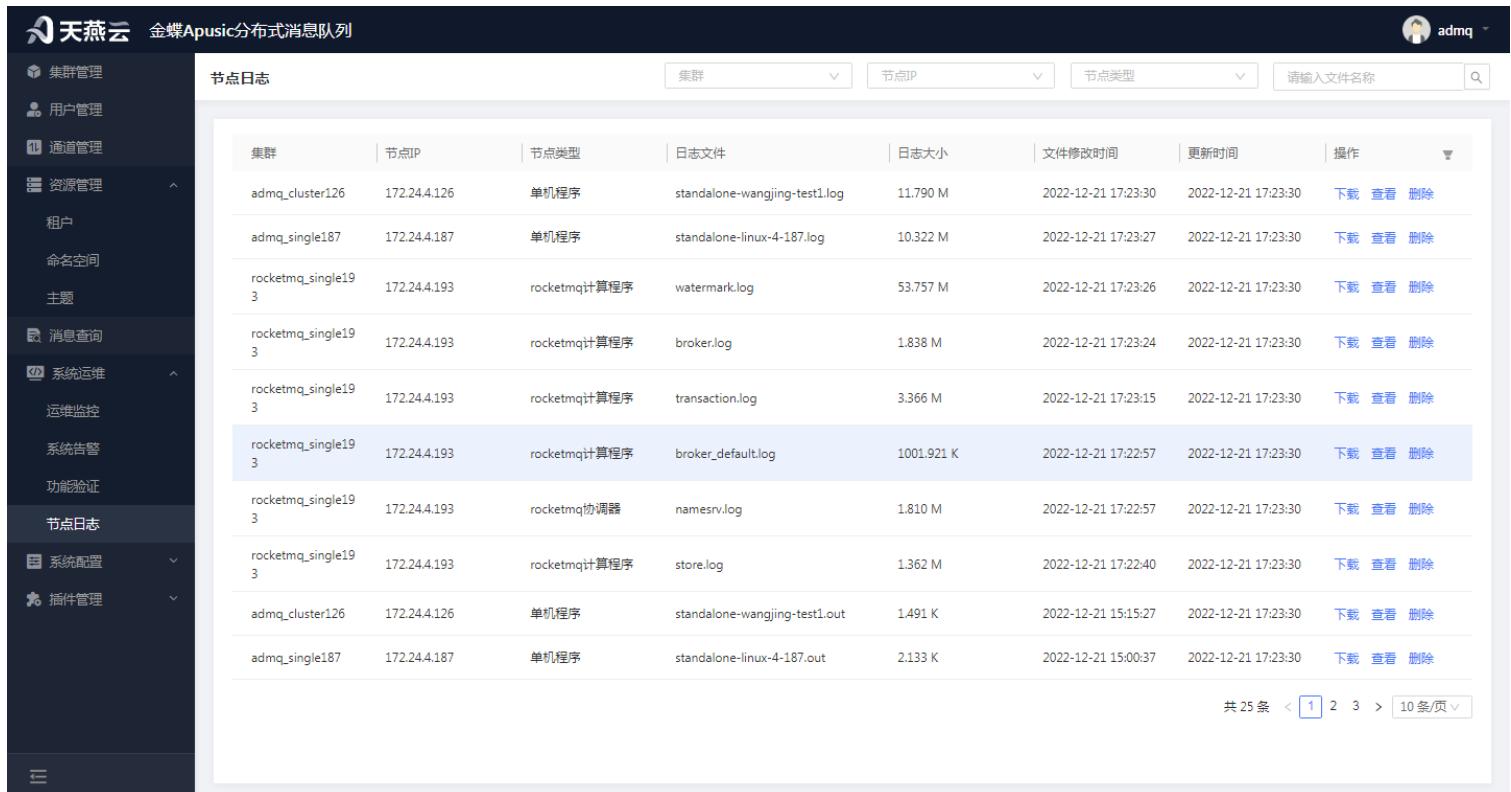 天燕云 金蝶Apusic分布式消息队列 admq
集群管理
用户管理
通道管理
资源管理
租户
命名空间
主题
消息查询
系统运维
运维监控
系统告警
功能验证
节点日志
系统配置
插件管理
节点日志 集群 节点IP 节点类型 请输入文件名称
集群 节点IP 节点类型 日志文件 日志大小 文件修改时间 更新时间 操作
admq_cluster126 172.24.4.126 单机程序 standalone-wangjing-test1.log 11.790 M 2022-12-21 17:23:30 2022-12-21 17:23:30 下载 查看 删除
admq_single187 172.24.4.187 单机程序 standalone-linux-4-187.log 10.322 M 2022-12-21 17:23:27 2022-12-21 17:23:30 下载 查看 删除
rocketmq_single19
3 172.24.4.193 rocketmq计算程序 watermark.log 53.757 M 2022-12-21 17:23:26 2022-12-21 17:23:30 下载 查看 删除
rocketmq_single19
3 172.24.4.193 rocketmq计算程序 broker.log 1.838 M 2022-12-21 17:23:24 2022-12-21 17:23:30 下载 查看 删除
rocketmq_single19
3 172.24.4.193 rocketmq计算程序 transaction.log 3.366 M 2022-12-21 17:23:15 2022-12-21 17:23:30 下载 查看 删除
rocketmq_single19
3 172.24.4.193 rocketmq计算程序 broker_default.log 1001.921 K 2022-12-21 17:22:57 2022-12-21 17:23:30 下载 查看 删除
rocketmq_single19
3 172.24.4.193 rocketmq协调器 namesrv.log 1.810 M 2022-12-21 17:22:57 2022-12-21 17:23:30 下载 查看 删除
rocketmq_single19
3 172.24.4.193 rocketmq计算程序 store.log 1.362 M 2022-12-21 17:22:40 2022-12-21 17:23:30 下载 查看 删除
admq_cluster126 172.24.4.126 单机程序 standalone-wangjing-test1.out 1.491 K 2022-12-21 15:15:27 2022-12-21 17:23:30 下载 查看 删除
admq_single187 172.24.4.187 单机程序 standalone-linux-4-187.out 2.133 K 2022-12-21 15:00:37 2022-12-21 17:23:30 下载 查看 删除
共 25 条 < 1 2 3 > 10 条/页